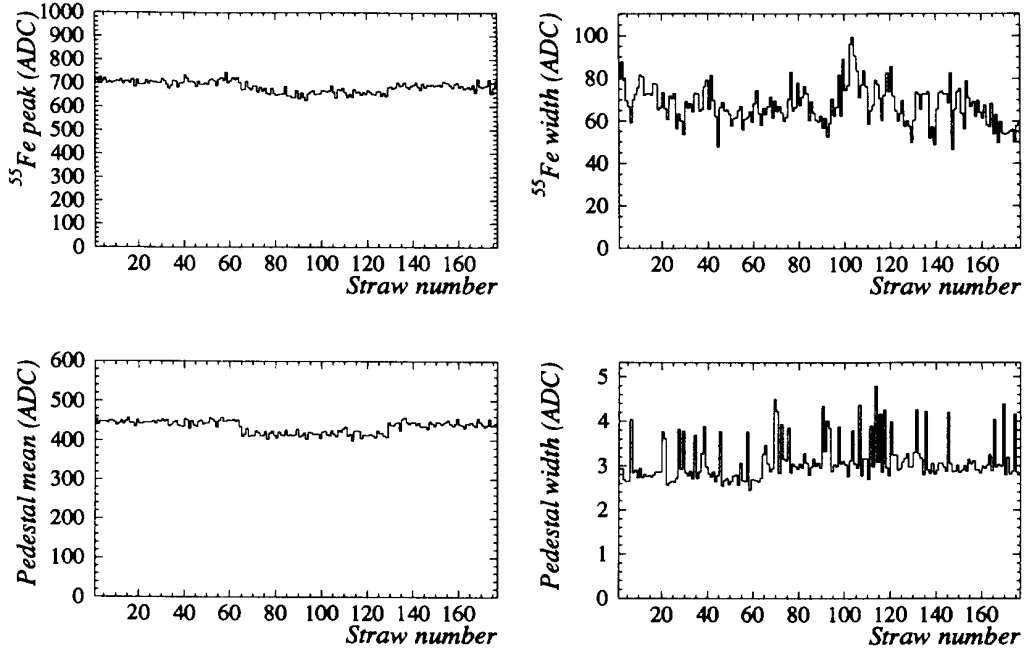 ⁵⁵Fe peak (ADC)
1000
900
800
700
600
500
400
300
200
100
0
20 40 60 80 100 120 140 160
Straw number
⁵⁵Fe width (ADC)
100
80
60
40
20
0
20 40 60 80 100 120 140 160
Straw number
Pedestal mean (ADC)
600
500
400
300
200
100
0
20 40 60 80 100 120 140 160
Straw number
Pedestal width (ADC)
5
4
3
2
1
0
20 40 60 80 100 120 140 160
Straw number